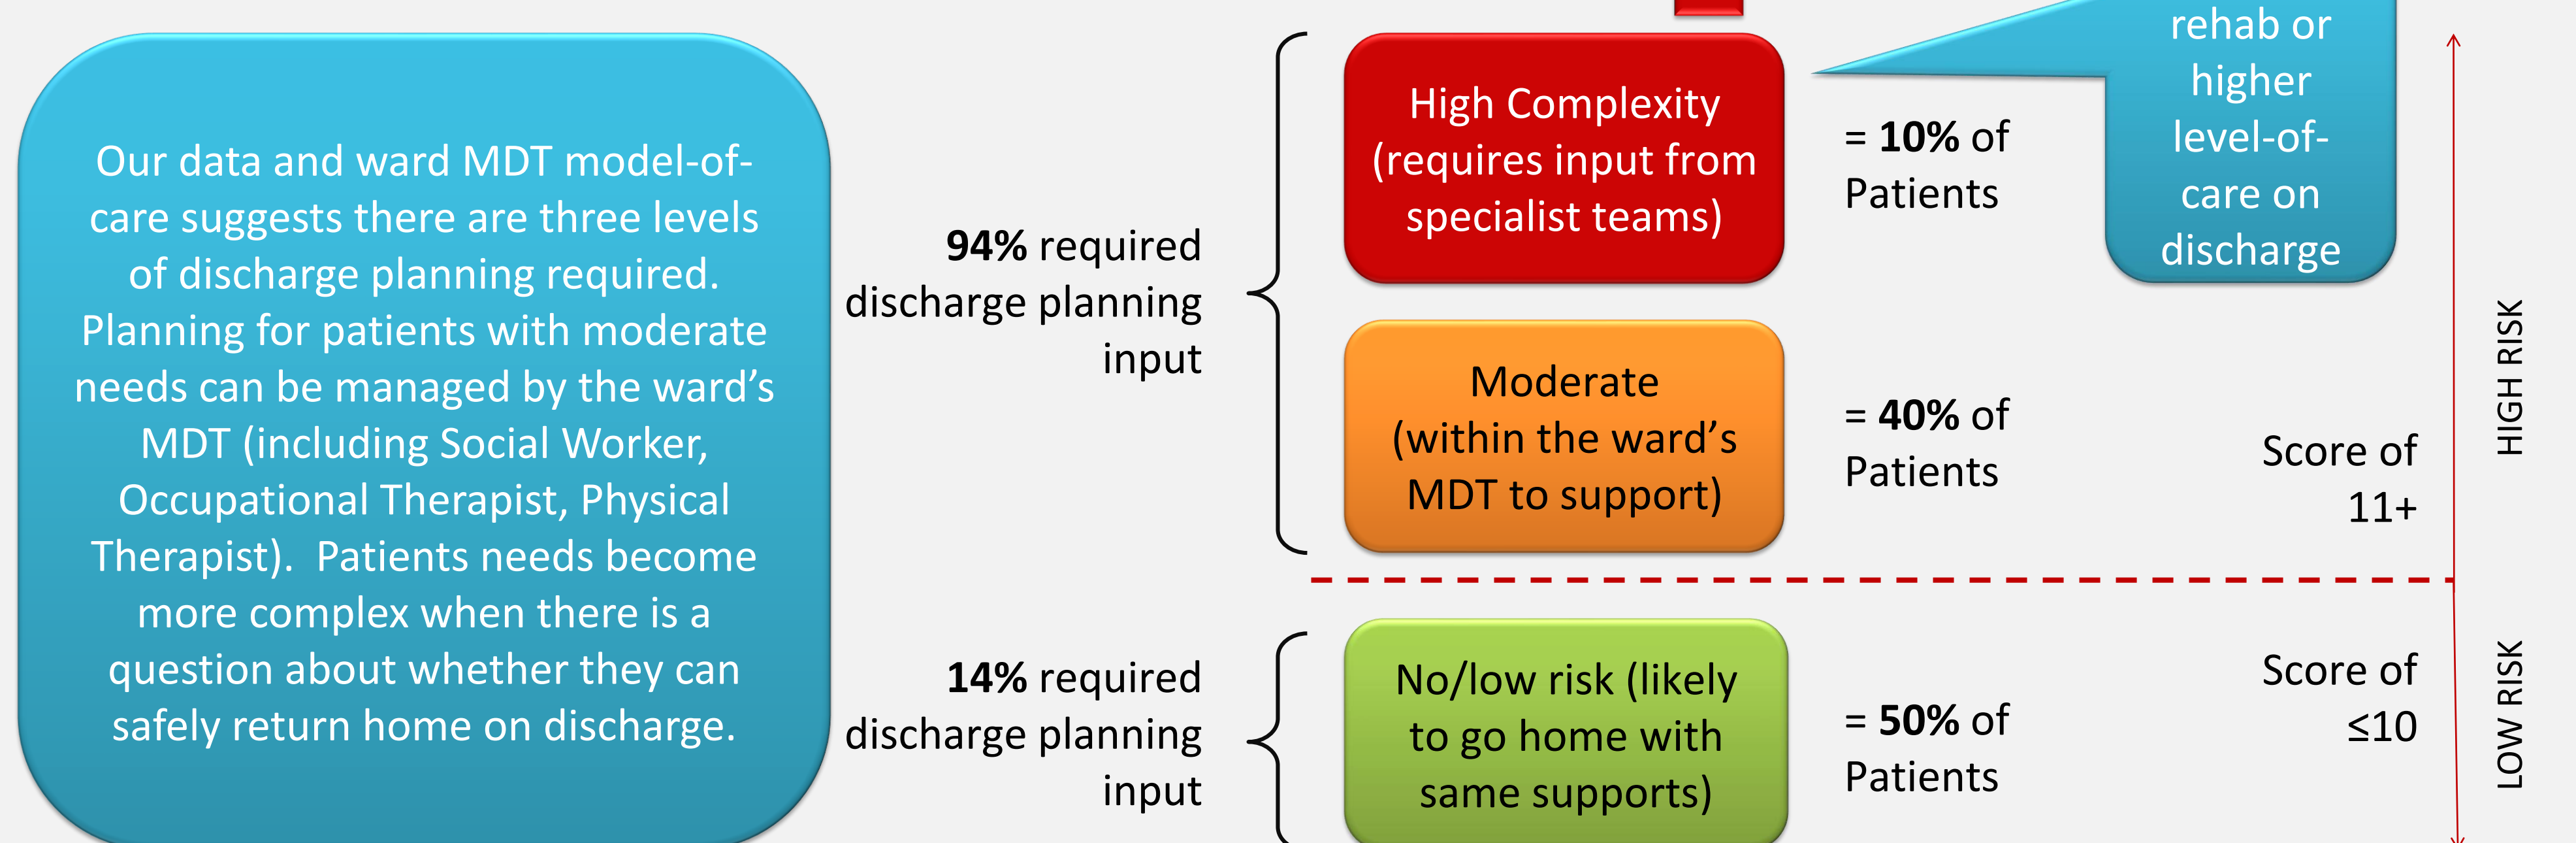 Our data and ward MDT model-of-
care suggests there are three levels
of discharge planning required.
Planning for patients with moderate
needs can be managed by the ward’s
MDT (including Social Worker,
Occupational Therapist, Physical
Therapist).  Patients needs become
more complex when there is a
question about whether they can
safely return home on discharge.
94% required
discharge planning
input
14% required
discharge planning
input
High Complexity
(requires input from
specialist teams)
= 10% of
Patients
rehab or
higher
level-of-
care on
discharge
Moderate
(within the ward’s
MDT to support)
= 40% of
Patients
Score of
11+
HIGH RISK
No/low risk (likely
to go home with
same supports)
= 50% of
Patients
Score of
≤10
LOW RISK